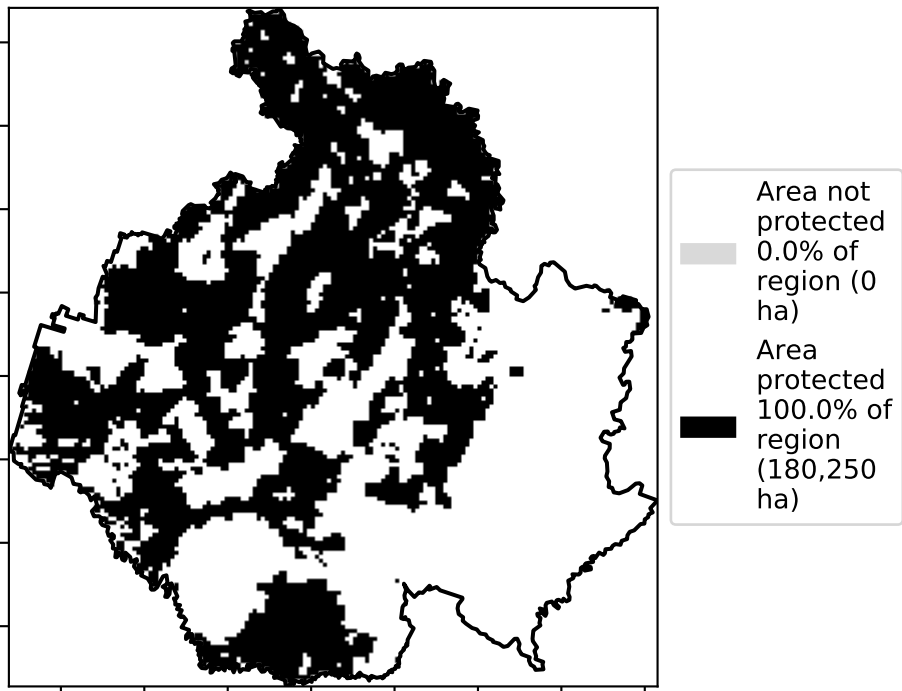 Area not
protected
0.0% of
region (0
ha)
Area
protected
100.0% of
region
(180,250
ha)